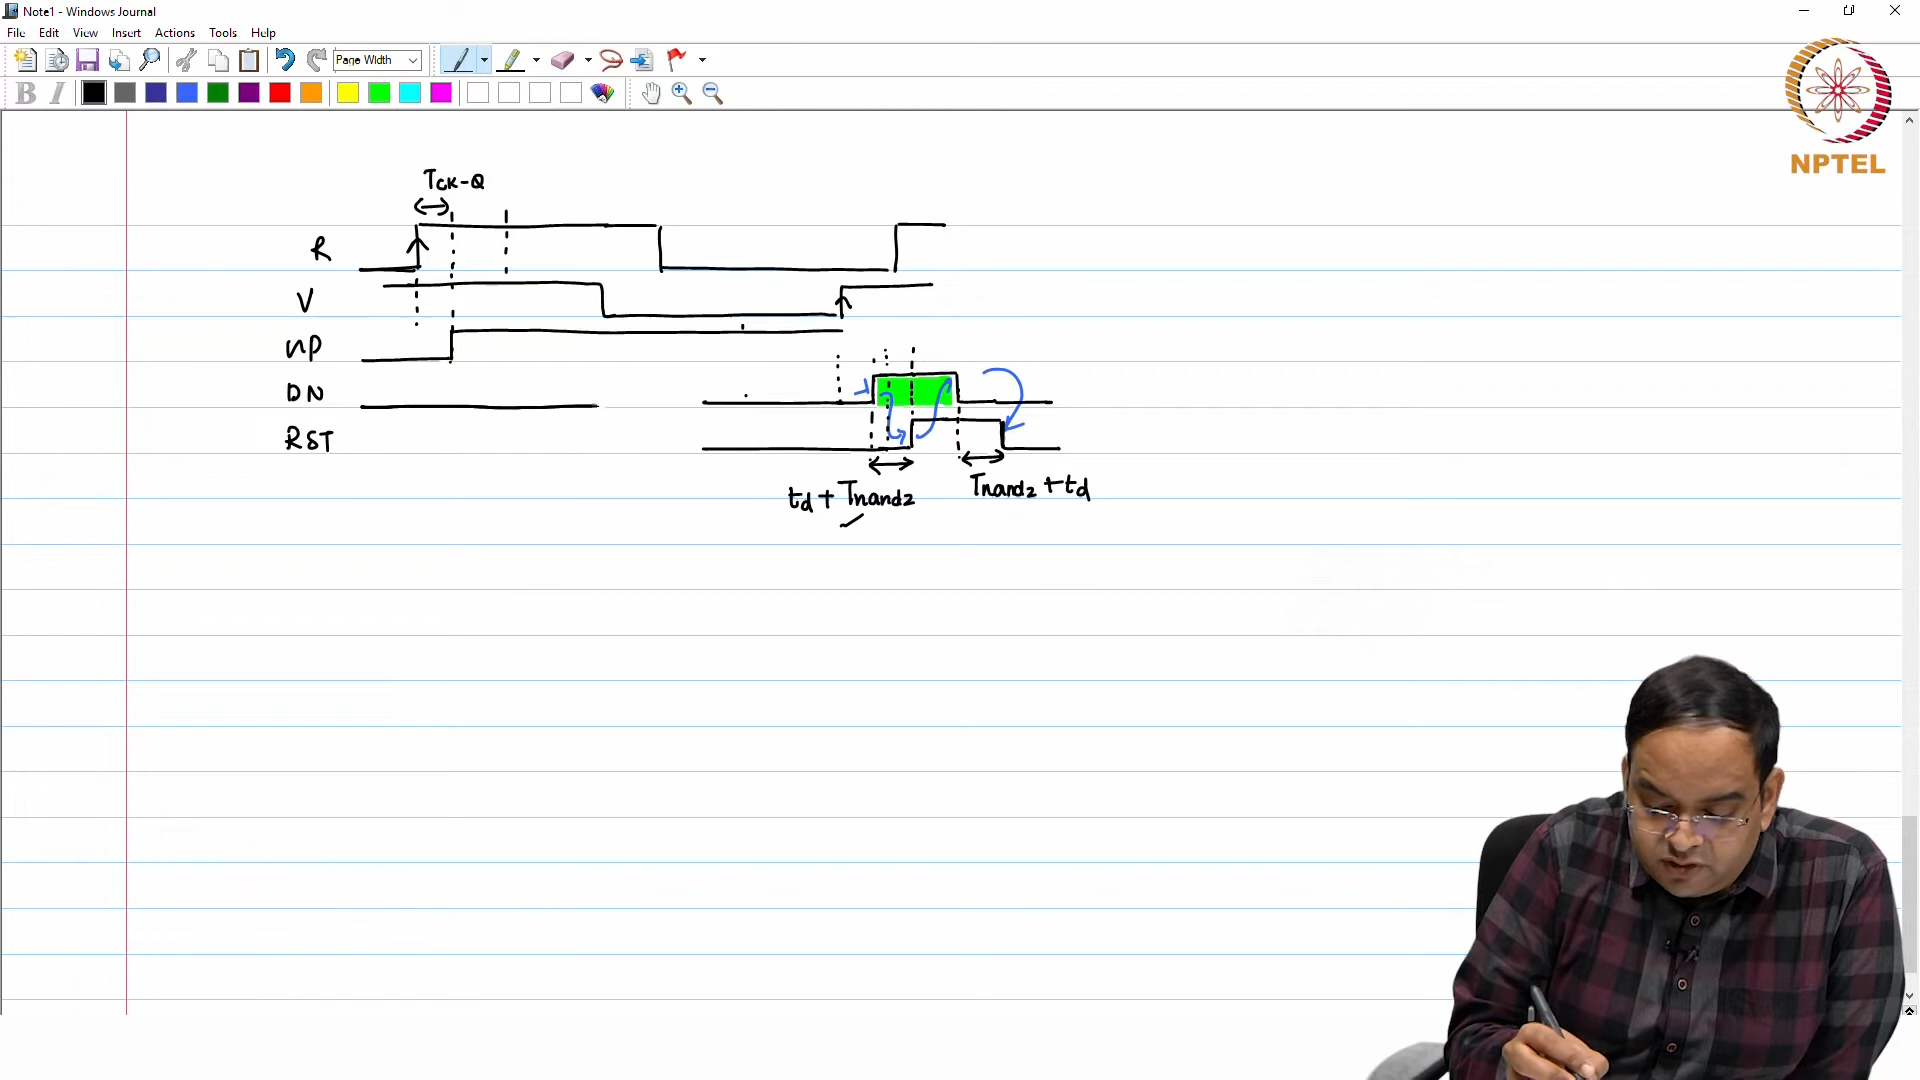 Note1 - Windows Journal
File Edit View Insert Actions Tools Help
Page Width
B I
NPTEL
TCK-Q
R
V
UP
DN
RST
td + Tnand2
Tnand2 + td